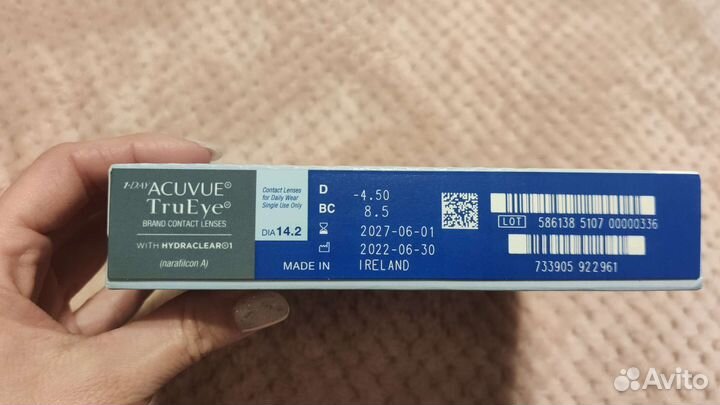 1-DAY ACUVUE®
TruEye®
BRAND CONTACT LENSES
WITH HYDRACLEAR®1
(narafilcon A)
Contact Lenses
for Daily Wear
Single Use Only
DIA 14.2
D -4.50
BC 8.5
2027-06-01
2022-06-30
MADE IN IRELAND
LOT 586138 5107 00000336
733905 922961
Avito